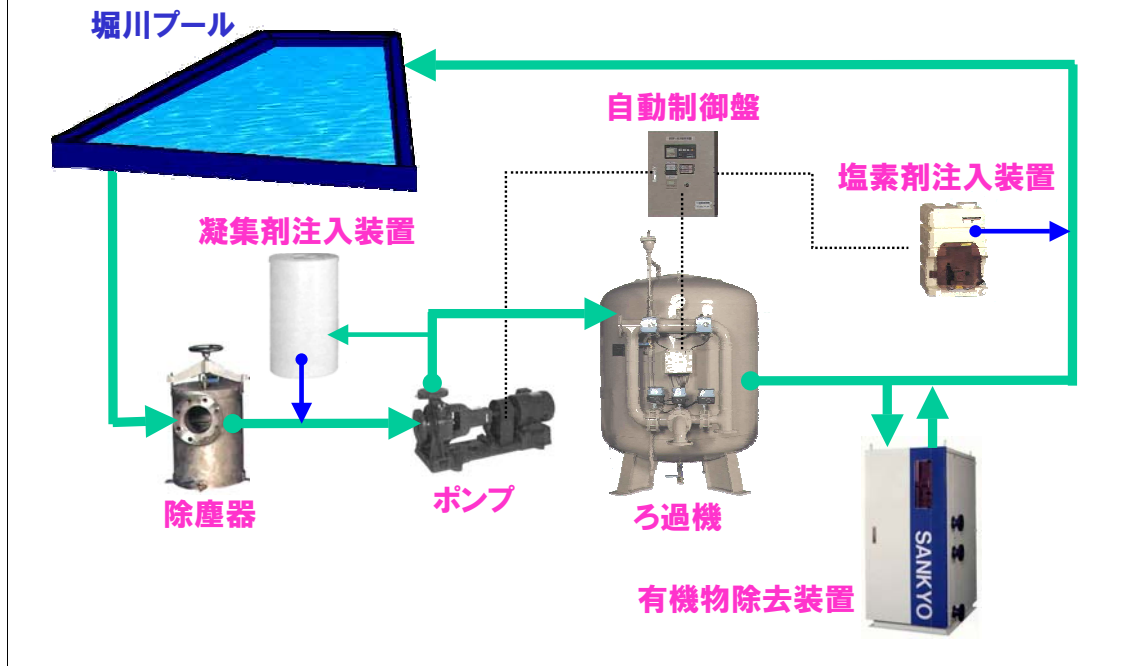 堀川プール
自動制御盤
塩素剤注入装置
凝集剤注入装置
除塵器
ポンプ
ろ過機
有機物除去装置
SANKYO